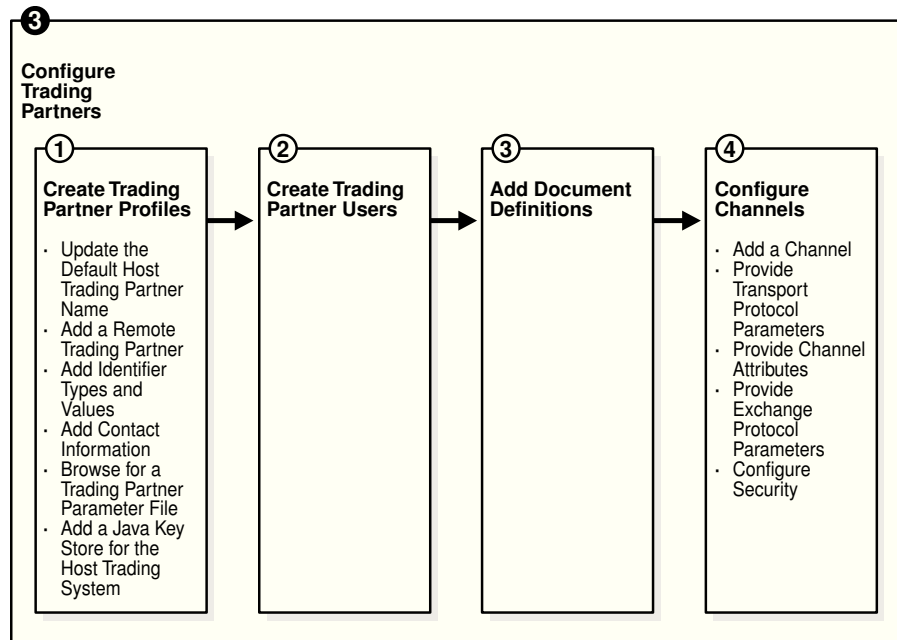 3
Configure
Trading
Partners
1
Create Trading
Partner Profiles
· Update the
Default Host
Trading Partner
Name
· Add a Remote
Trading Partner
· Add Identifier
Types and
Values
· Add Contact
Information
· Browse for a
Trading Partner
Parameter File
· Add a Java Key
Store for the
Host Trading
System
2
Create Trading
Partner Users
3
Add Document
Definitions
4
Configure
Channels
· Add a Channel
· Provide
Transport
Protocol
Parameters
· Provide Channel
Attributes
· Provide
Exchange
Protocol
Parameters
· Configure
Security